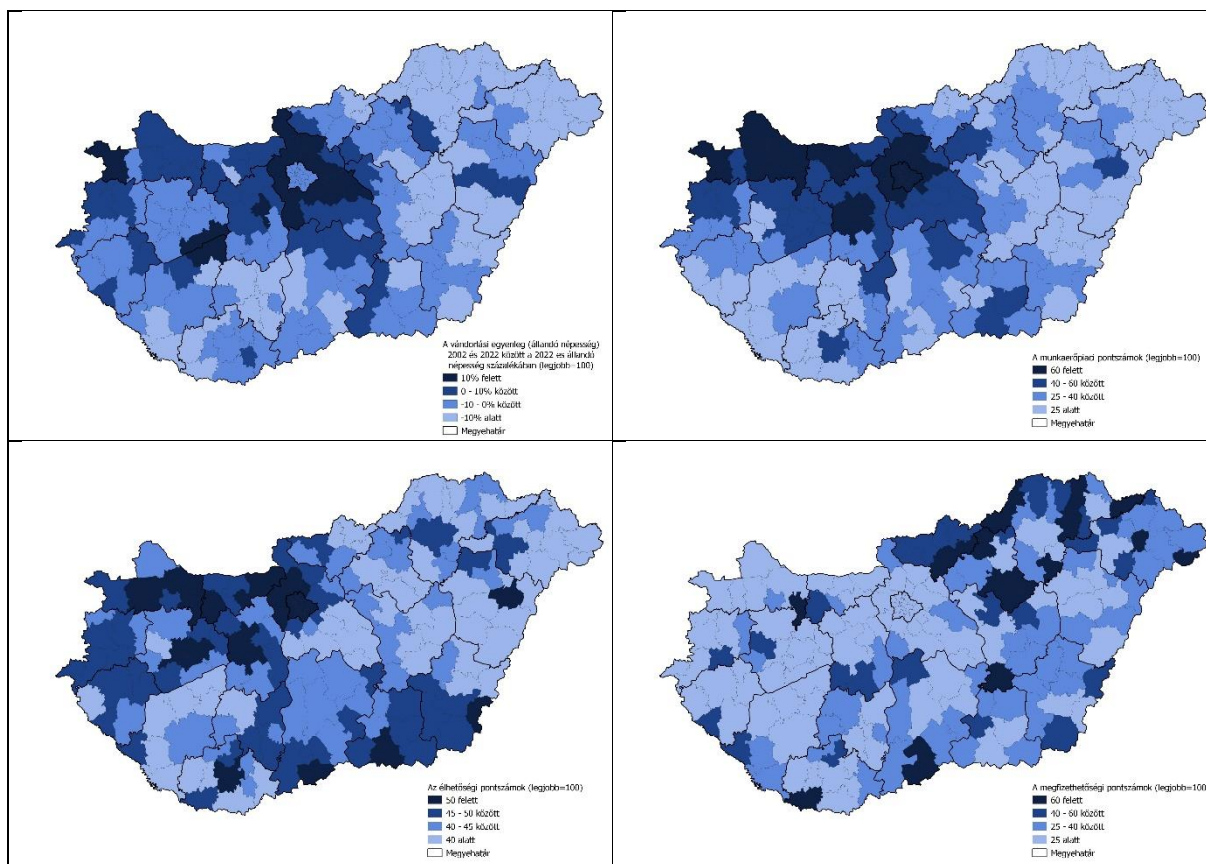 A vándorlási egyenleg (állandó népesség)
2002 és 2022 között a 2022 es állandó
népesség százalékában (legjobb=100)
10% felett
0 - 10% között
-10 - 0% között
-10% alatt
Megyehatár
A munkaerőpiaci pontszámok (legjobb=100)
60 felett
40 - 60 között
25 - 40 között
25 alatt
Megyehatár
Az élhetőségi pontszámok (legjobb=100)
50 felett
45 - 50 között
40 - 45 között
40 alatt
Megyehatár
A megfizethetőségi pontszámok (legjobb=100)
60 felett
40 - 60 között
25 - 40 között
25 alatt
Megyehatár